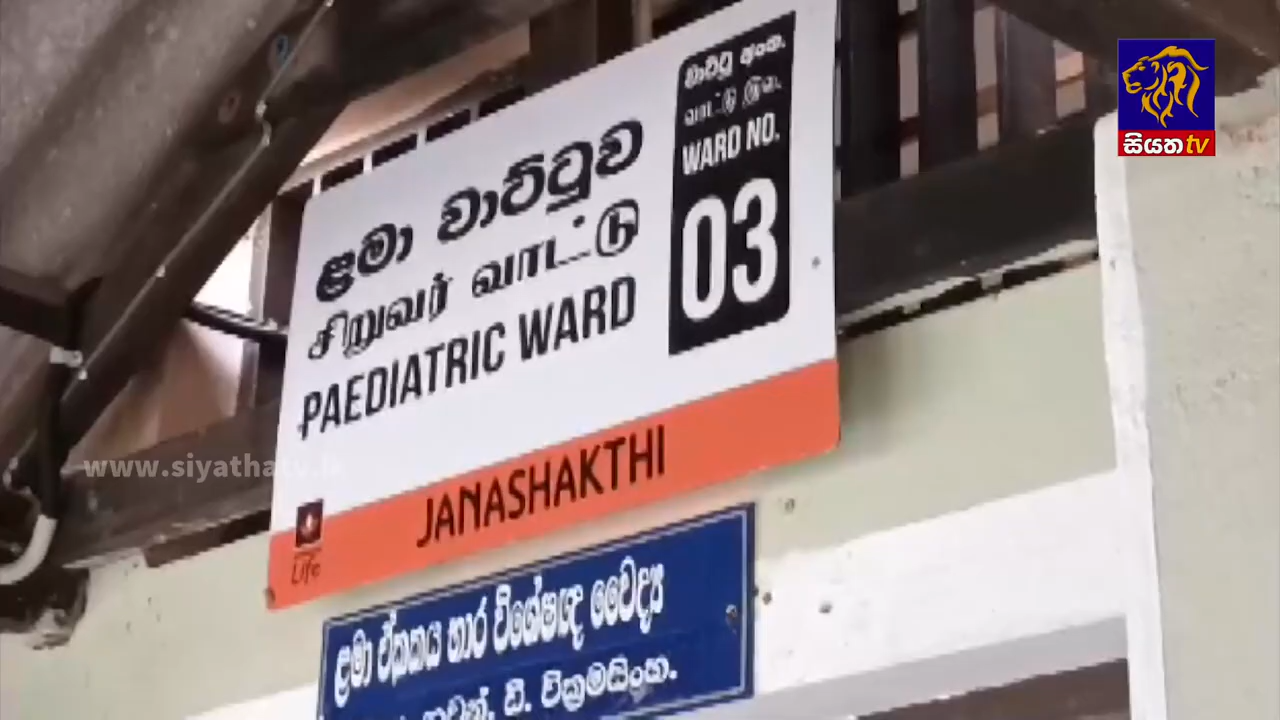 ළමා වාට්ටුව
சிறுவர் வாட்டு
PAEDIATRIC WARD
වාට්ටු අංක.
வாட்டு இல.
WARD NO.
03
JANASHAKTHI
Life
ළමා ඒකකය භාර විශේෂඥ වෛද්‍ය
ඩී. වික්‍රමසිංහ.
සියත tv
www.siyathatv.lk